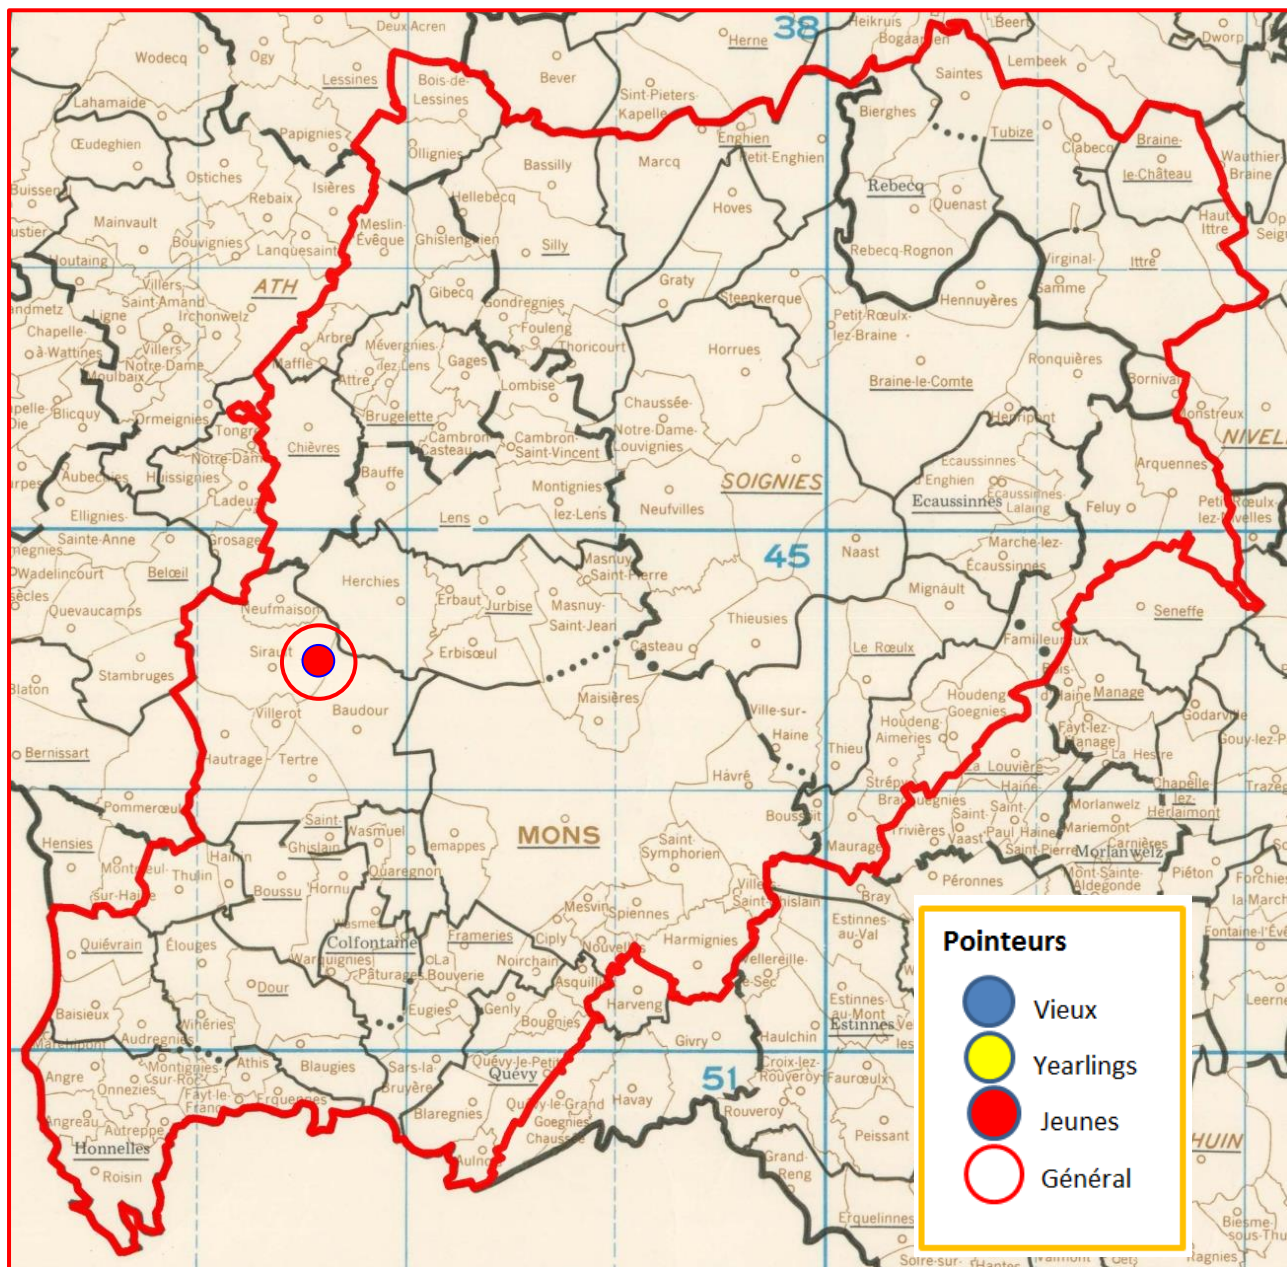 Deux Acren
38
Heikruis
Beert
Bogaarden
Dworp
Wodecq
Ogy
Herne
Lessines
Bois-de-
Lessines
Bever
Saintes
Lembeek
Lahamaide
Sint-Pieters-
Kapelle
Bierghes
Papignies
Enghien
Tubize
Clabecq
Braine-
le-Château
Œudeghien
Ollignies
Bassilly
Marcq
Petit-Enghien
Wauthier-
Braine
Ostiches
Isières
Rebaix
Hellebecq
Rebecq
Quenast
Hoves
Mainvault
Meslin-
Évêque
Haut-
Ittre
Bouvignies
Lanquesaint
Ghislenghien
Silly
Rebecq-Rognon
Ittre
Houtaing
Virginal-
Samme
ATH
Gibecq
Graty
Steenkerque
Hennuyères
Villers
Saint-Amand
Ligne
Irchonwelz
Gondregnies
Fouleng
Thoricourt
Petit-Rœulx-
lez-Braine
Chapelle-
à-Wattines
Villers-
Notre-Dame
Moulbaix
Arbre
Maffle
Attre
Mévergnies-
lez-Lens
Gages
Lombise
Horrues
Ronquières
Braine-le-Comte
Bornival
Blicquy
Ormeignies
Brugelette
Chaussée-
Notre-Dame-
Louvignies
Hennipont
Monstreux
Tongre-
Notre-Dame
Chièvres
Cambron-
Casteau
Cambron-
Saint-Vincent
SOIGNIES
Ecaussinnes
d'Enghien
Arquennes
Aubechies
Huissignies
Bauffe
Montignies-
lez-Lens
Neufvilles
Ecaussinnes
Ecaussinnes-
Lalaing
Ladeuze
Lens
Feluy
Petit-Rœulx-
lez-Nivelles
Ellignies-
Sainte-Anne
Grosage
45
Naast
Marche-lez-
Ecaussinnes
Wadelincourt
Belœil
Herchies
Masnuy-
Saint-Pierre
Mignault
Quevaucamps
Neufmaison
Erbaut
Jurbise
Masnuy-
Saint-Jean
Thieusies
Seneffe
Sirault
Erbisœul
Casteau
Le Rœulx
Familleureux
Blaton
Stambruges
Maisières
Bois-
d'Haine
Manage
Villerot
Baudour
Ville-sur-
Haine
Houdeng-
Goegnies
Houdeng-
Aimeries
Godarville
Bernissart
Hautrage
Tertre
Thieu
Fayt-lez-
Manage
La Hestre
Havré
Strépy-
Bracquegnies
La Louvière
Haine-
Saint-
Paul
Chapelle-
lez-
Herlaimont
Pommerœul
Boussoit
Morlanwelz
Mariemont
Saint-
Ghislain
Wasmuel
MONS
Saint-
Symphorien
Trivières
Saint-
Vaast
Haine
Saint-Pierre
Carnières
Hensies
Hainin
Jemappes
Quaregnon
Maurage
Morlanwelz
Montrœul-
sur-Haine
Thulin
Boussu
Hornu
Péronnes
Mont-Sainte-
Aldegonde
Piéton
Villers-
Saint-Ghislain
Bray
Mesvin
Spiennes
Wasmes
Frameries
Ciply
Nouvelles
Harmignies
Estinnes-
au-Val
Quiévrain
Élouges
Colfontaine
Warquignies
Pâturages
La
Bouverie
Noirchain
Asquillies
Vellereille-
le-Sec
Dour
Harveng
Baisieux
Wihéries
Eugies
Genly
Bougnies
Estinnes-
au-Mont
Estinnes
Audregnies
Marchipont
Givry
Haulchin
Angre
Montignies-
sur-Roc
Onnezies
Athis
Blaugies
Sars-la-
Bruyère
Quévy-le-Petit
Quévy
51
Croix-lez-
Rouveroy
Faurœulx
Fayt-le-
Franc
Erquennes
Blaregnies
Quévy-le-Grand
Havay
Rouveroy
Angreau
Autreppe
Goegnies-
Chaussée
Peissant
Honnelles
Roisin
Aulnois
Grand-
Reng
Erquelinnes
Pointeurs
Vieux
Yearlings
Jeunes
Général